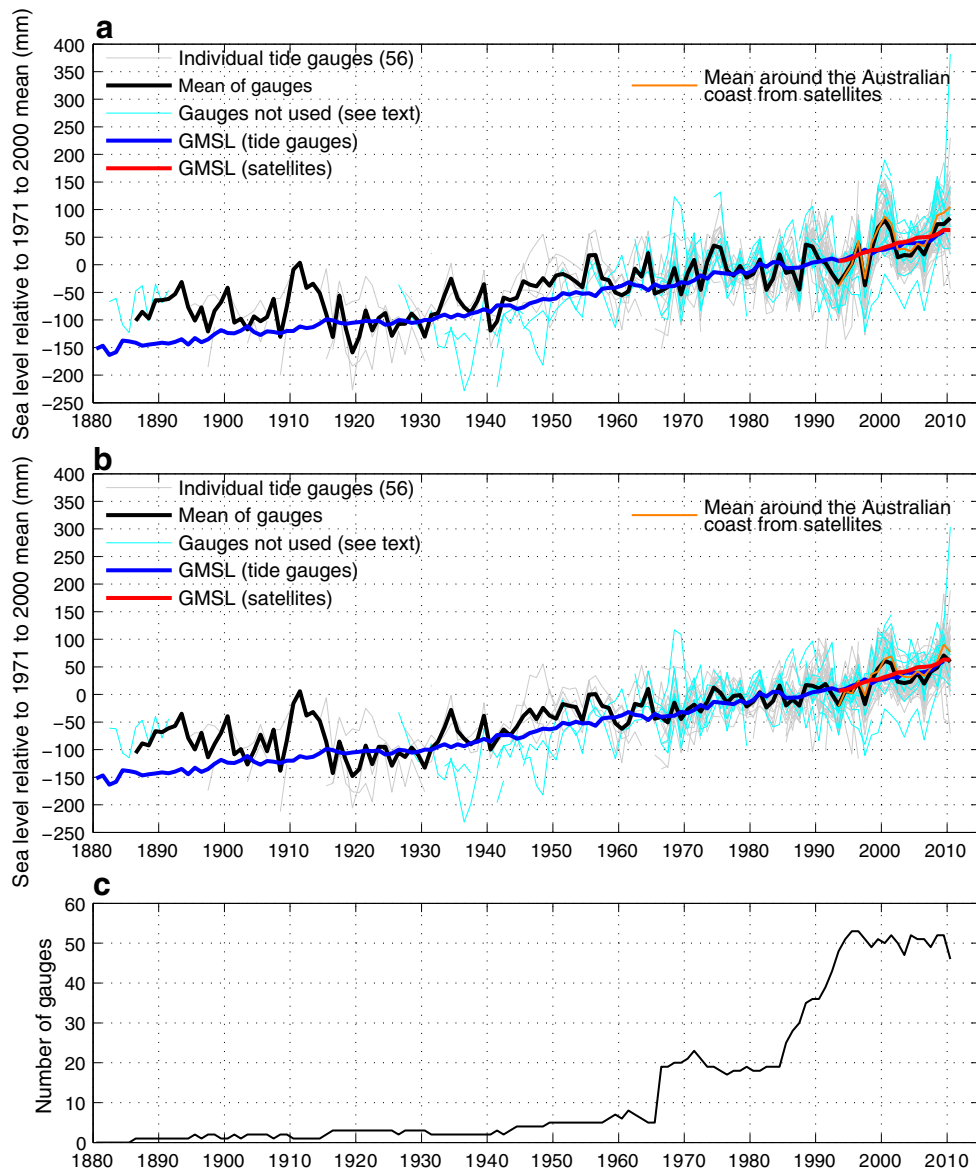 a
Sea level relative to 1971 to 2000 mean (mm)
400
350
300
250
200
150
100
50
0
−50
−100
−150
−200
−250
Individual tide gauges (56)
Mean of gauges
Gauges not used (see text)
GMSL (tide gauges)
GMSL (satellites)
Mean around the Australian
coast from satellites
1880 1890 1900 1910 1920 1930 1940 1950 1960 1970 1980 1990 2000 2010
b
Sea level relative to 1971 to 2000 mean (mm)
400
350
300
250
200
150
100
50
0
−50
−100
−150
−200
−250
Individual tide gauges (56)
Mean of gauges
Gauges not used (see text)
GMSL (tide gauges)
GMSL (satellites)
Mean around the Australian
coast from satellites
1880 1890 1900 1910 1920 1930 1940 1950 1960 1970 1980 1990 2000 2010
c
Number of gauges
60
50
40
30
20
10
0
1880 1890 1900 1910 1920 1930 1940 1950 1960 1970 1980 1990 2000 2010